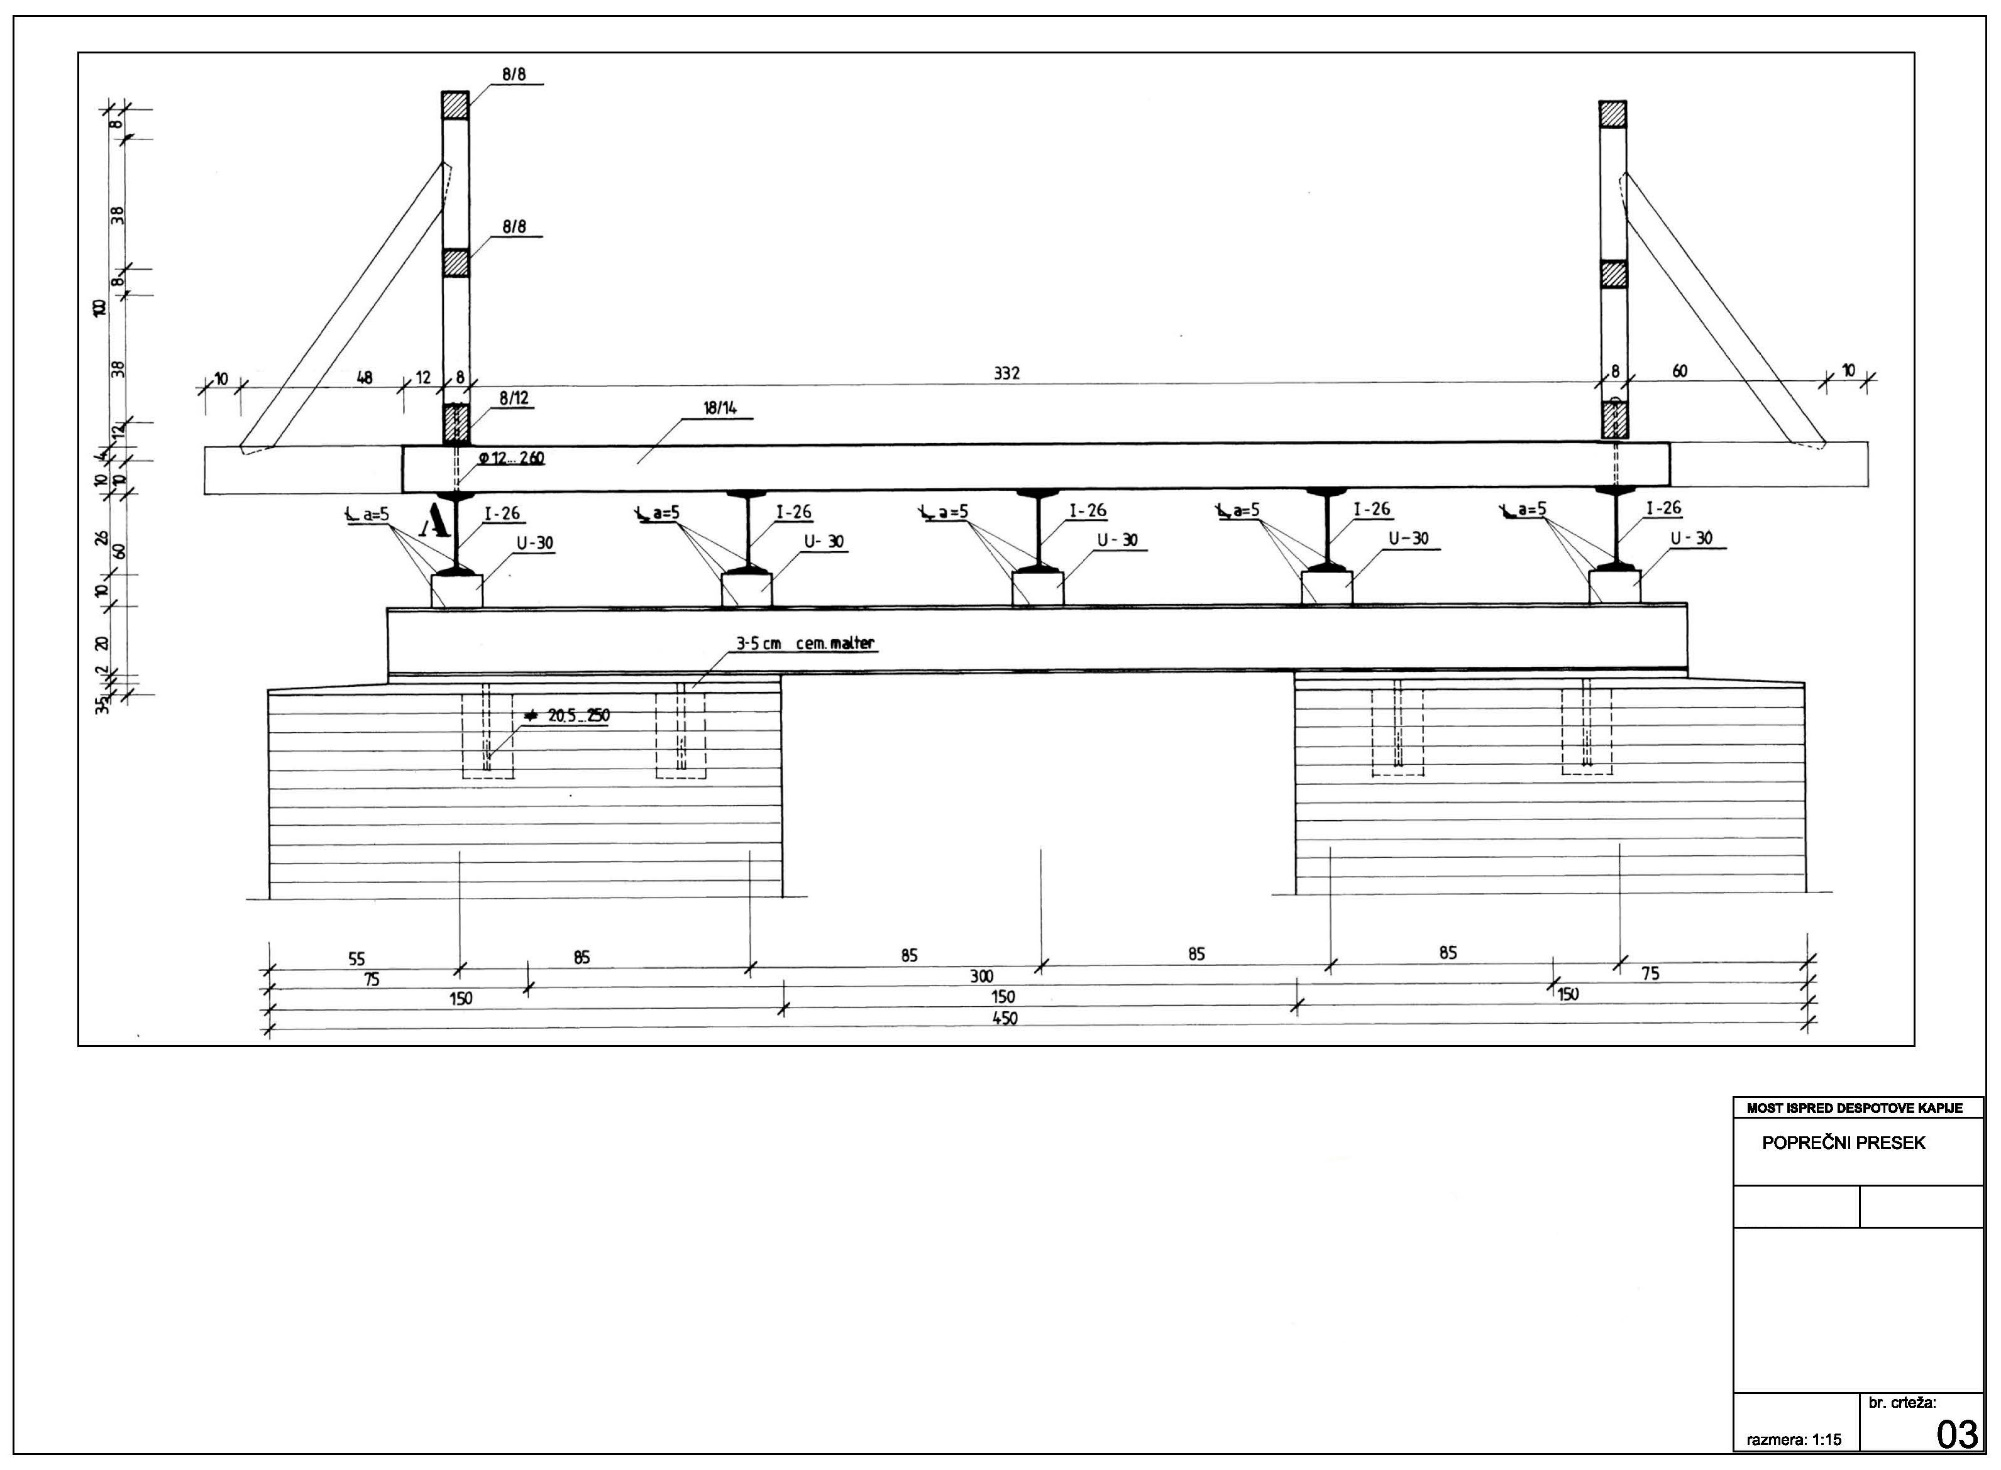 8/8
8
38
8/8
8
100
38
10
48
12
8
332
8
60
10
8/12
18/14
12
4
Φ12...260
10
10
a=5
I-26
U-30
a=5
I-26
U-30
a=5
I-26
U-30
a=5
I-26
U-30
a=5
I-26
U-30
26
60
10
20
3-5 cm cem. malter
2
35
20,5...250
55
85
85
85
85
75
300
75
150
150
150
450
MOST ISPRED DESPOTOVE KAPIJE
POPREČNI PRESEK
br. crteža:
razmera: 1:15
03